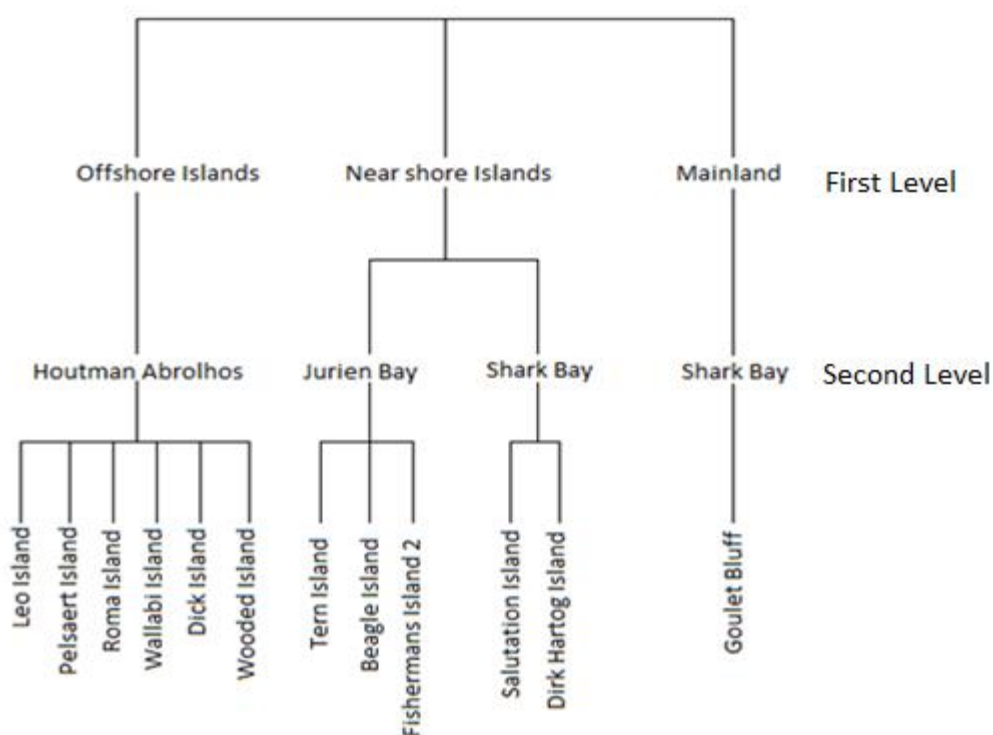 Offshore Islands
Near shore Islands
Mainland
First Level
Houtman Abrolhos
Jurien Bay
Shark Bay
Shark Bay
Second Level
Leo Island
Pelsaert Island
Roma Island
Wallabi Island
Dick Island
Wooded Island
Tern Island
Beagle Island
Fishermans Island 2
Salutation Island
Dirk Hartog Island
Goulet Bluff